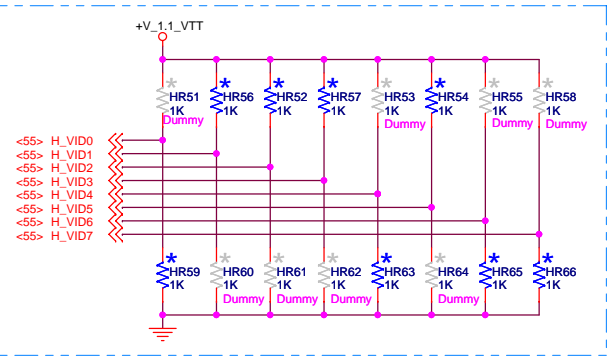 +V_1.1_VTT
* * * * * * * *
HR51 HR56 HR52 HR57 HR53 HR54 HR55 HR58
1K 1K 1K 1K 1K 1K 1K 1K
Dummy Dummy Dummy Dummy
<55> H_VID0
<55> H_VID1
<55> H_VID2
<55> H_VID3
<55> H_VID4
<55> H_VID5
<55> H_VID6
<55> H_VID7
* * * * * * * *
HR59 HR60 HR61 HR62 HR63 HR64 HR65 HR66
1K 1K 1K 1K 1K 1K 1K 1K
Dummy Dummy Dummy Dummy